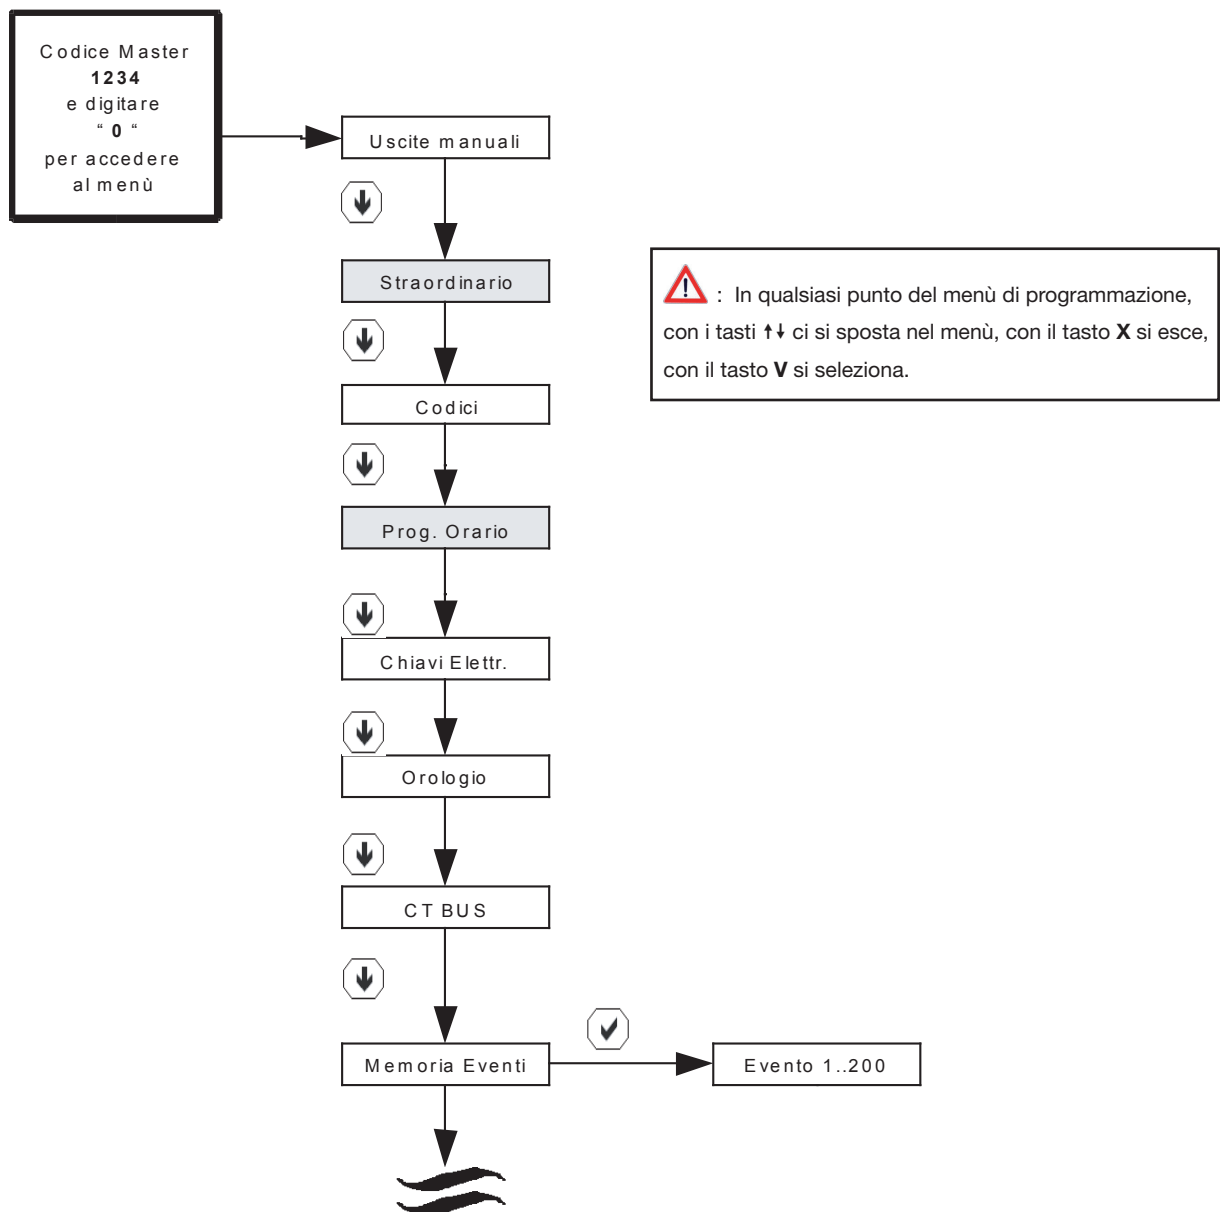 Codice Master
1234
e digitare
“ 0 “
per accedere
al menù
Uscite manuali
Straordinario
: In qualsiasi punto del menù di programmazione,
con i tasti ↑↓ ci si sposta nel menù, con il tasto X si esce,
con il tasto V si seleziona.
Codici
Prog. Orario
Chiavi Elettr.
Orologio
CT BUS
Memoria Eventi
Evento 1..200